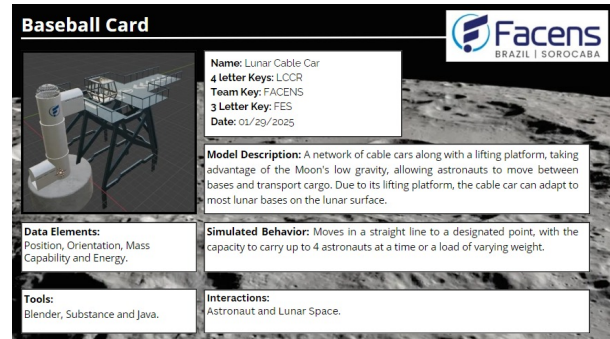 Baseball Card
Facens
BRAZIL | SOROCABA
Name: Lunar Cable Car
4 letter Keys: LCCR
Team Key: FACENS
3 Letter Key: FES
Date: 01/29/2025
Model Description: A network of cable cars along with a lifting platform, taking
advantage of the Moon's low gravity, allowing astronauts to move between
bases and transport cargo. Due to its lifting platform, the cable car can adapt to
most lunar bases on the lunar surface.
Data Elements:
Position, Orientation, Mass
Capability and Energy.
Simulated Behavior: Moves in a straight line to a designated point, with the
capacity to carry up to 4 astronauts at a time or a load of varying weight.
Tools:
Blender, Substance and Java.
Interactions:
Astronaut and Lunar Space.